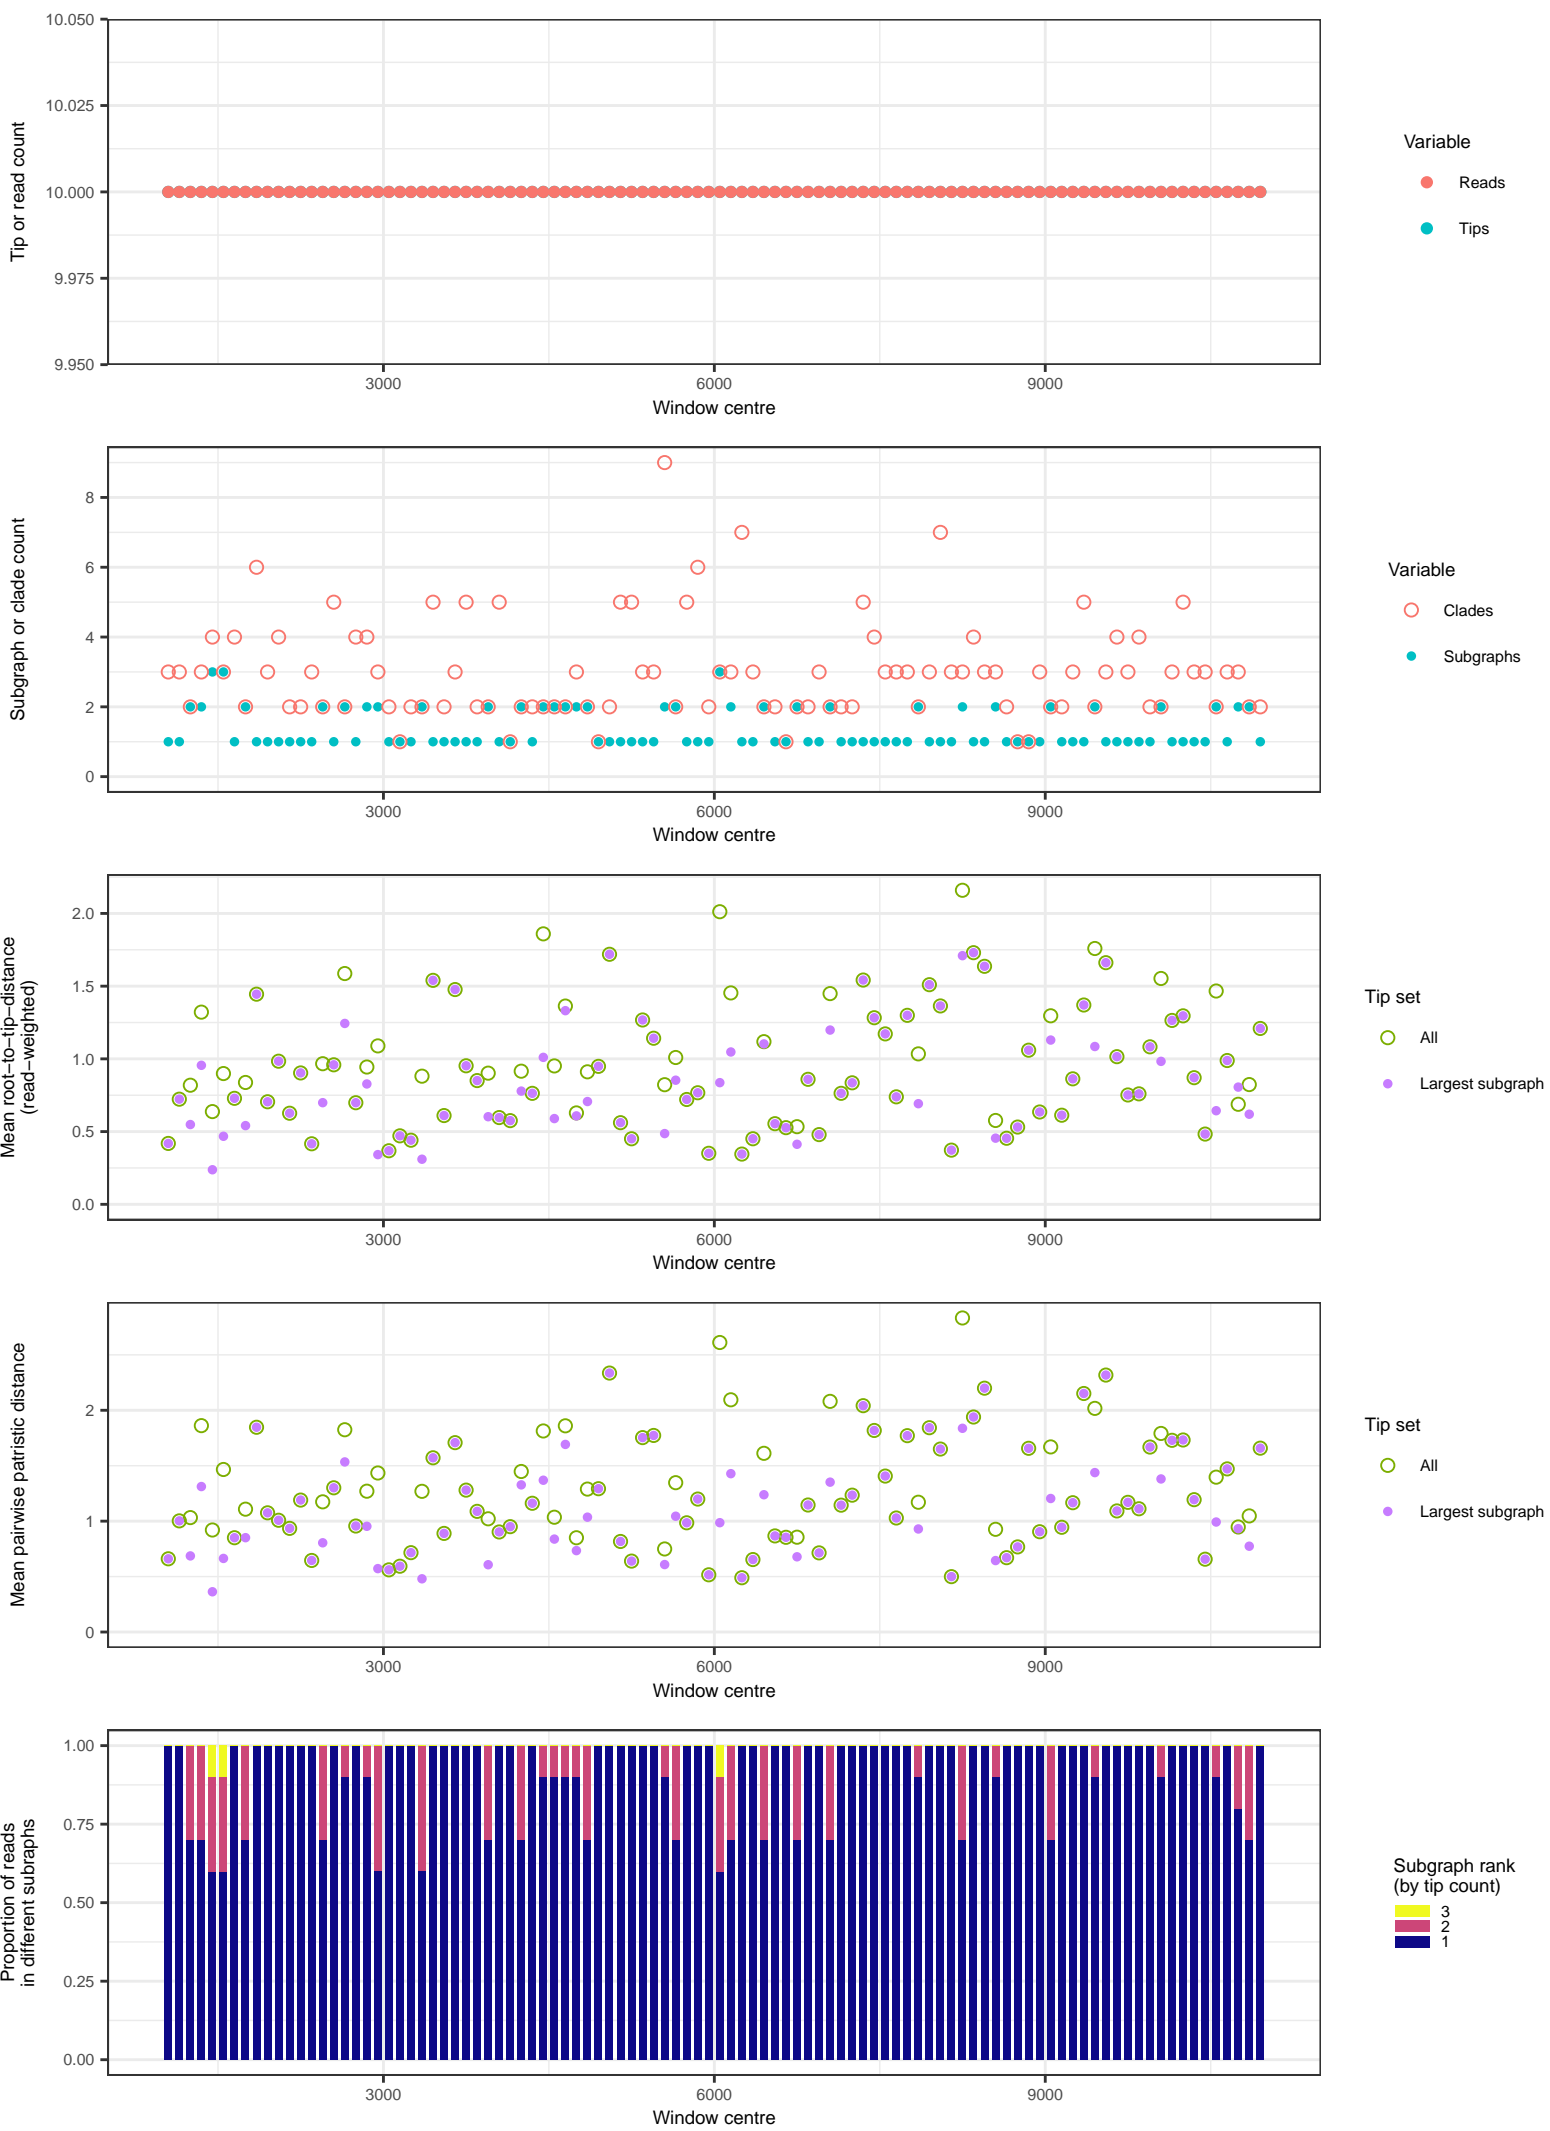 10.050
10.025
10.000
9.975
9.950
Tip or read count
3000 6000 9000
Window centre
Variable
Reads
Tips
8
6
4
2
0
Subgraph or clade count
3000 6000 9000
Window centre
Variable
Clades
Subgraphs
2.0
1.5
1.0
0.5
0.0
Mean root−to−tip−distance
(read−weighted)
3000 6000 9000
Window centre
Tip set
All
Largest subgraph
2
1
0
Mean pairwise patristic distance
3000 6000 9000
Window centre
Tip set
All
Largest subgraph
1.00
0.75
0.50
0.25
0.00
Proportion of reads
in different subraphs
3000 6000 9000
Window centre
Subgraph rank
(by tip count)
3
2
1